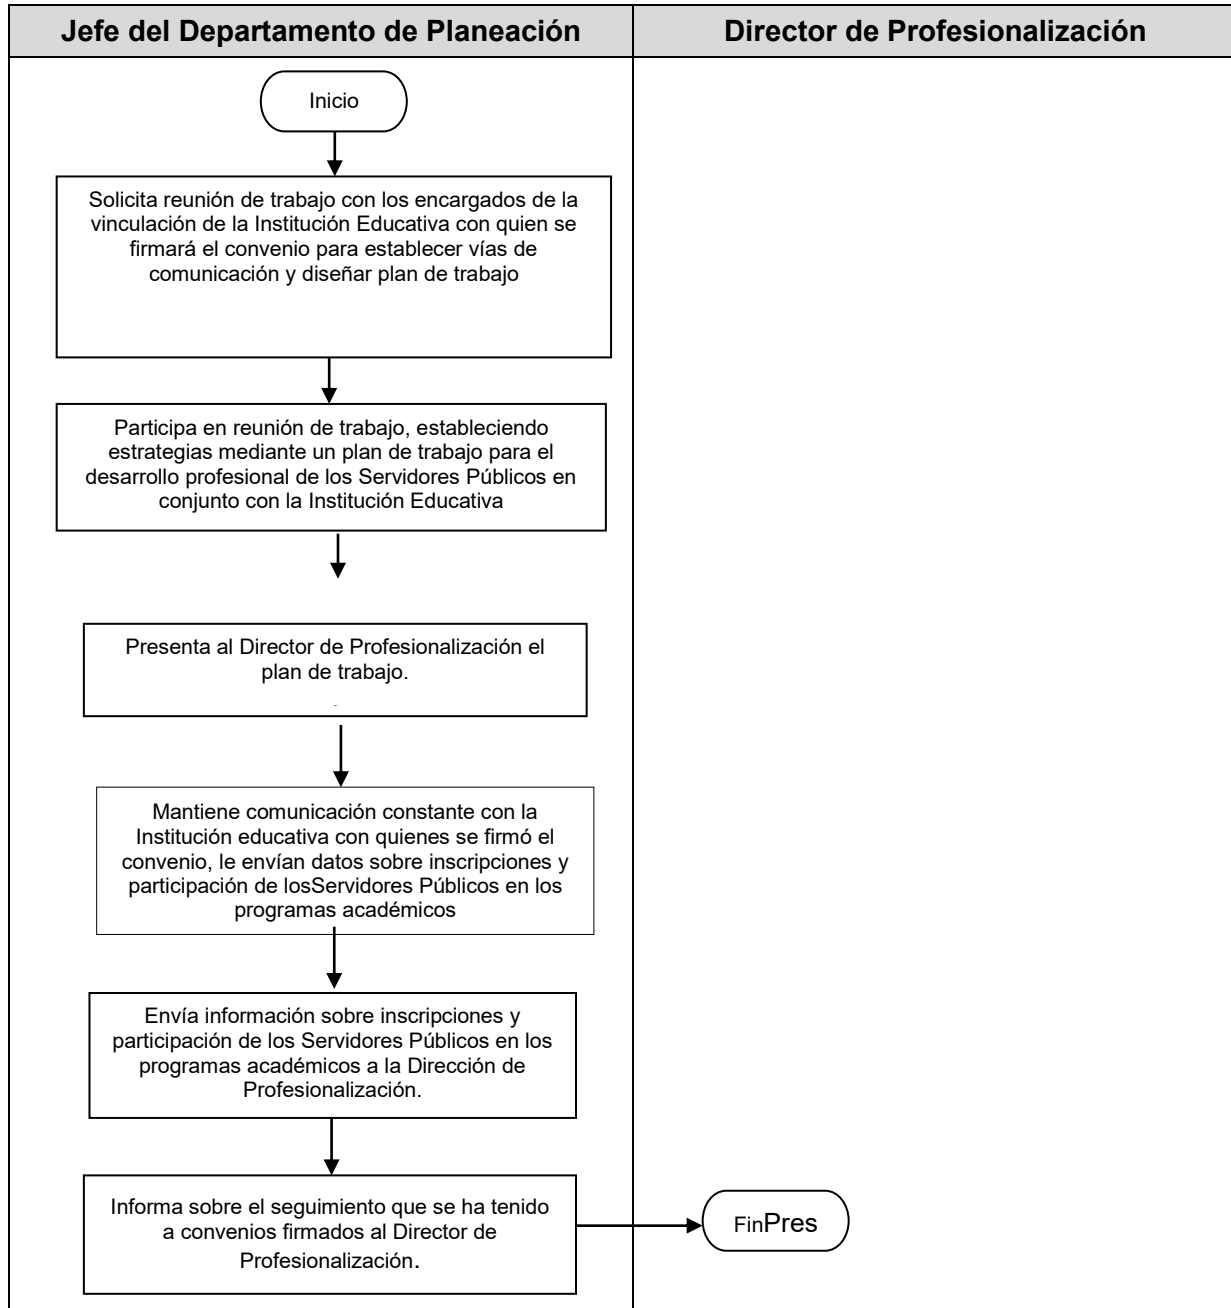 Jefe del Departamento de Planeación
Director de Profesionalización
Inicio
Solicita reunión de trabajo con los encargados de la
vinculación de la Institución Educativa con quien se
firmará el convenio para establecer vías de
comunicación y diseñar plan de trabajo
Participa en reunión de trabajo, estableciendo
estrategias mediante un plan de trabajo para el
desarrollo profesional de los Servidores Públicos en
conjunto con la Institución Educativa
Presenta al Director de Profesionalización el
plan de trabajo.
Mantiene comunicación constante con la
Institución educativa con quienes se firmó el
convenio, le envían datos sobre inscripciones y
participación de losServidores Públicos en los
programas académicos
Envía información sobre inscripciones y
participación de los Servidores Públicos en los
programas académicos a la Dirección de
Profesionalización.
Informa sobre el seguimiento que se ha tenido
a convenios firmados al Director de
Profesionalización.
FinPres